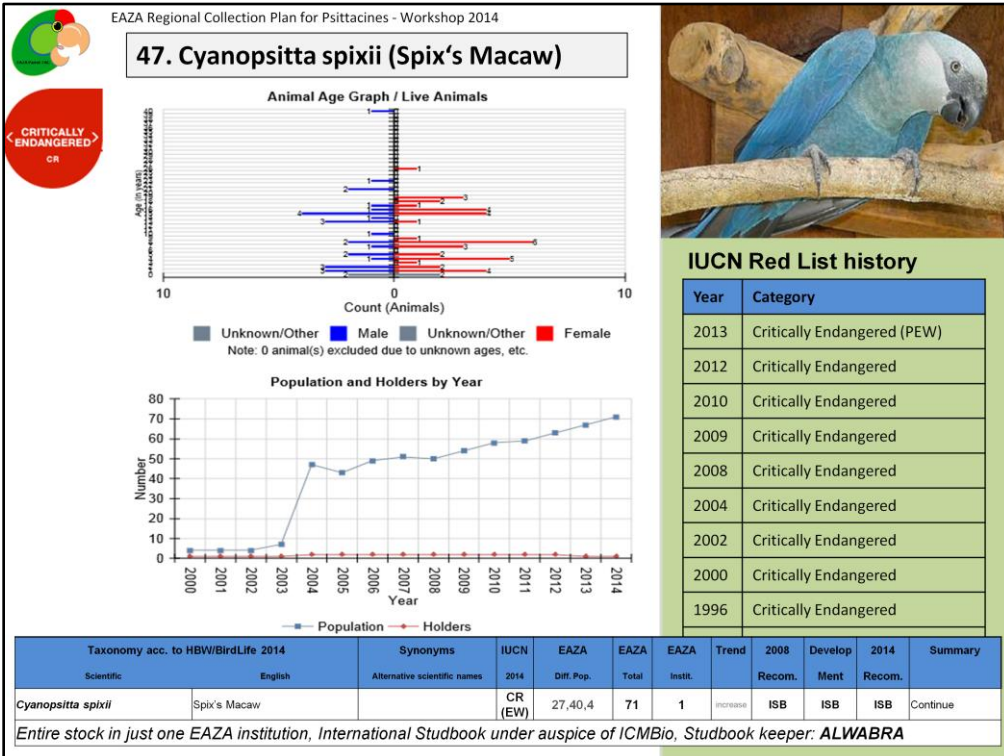 EAZA Regional Collection Plan for Psittacines - Workshop 2014
47. Cyanopsitta spixii (Spix‘s Macaw)
CRITICALLY
ENDANGERED
CR
Animal Age Graph / Live Animals
Age (in years)
10 0 10
Count (Animals)
Unknown/Other Male Unknown/Other Female
Note: 0 animal(s) excluded due to unknown ages, etc.
Population and Holders by Year
Number
80
70
60
50
40
30
20
10
0
2000 2001 2002 2003 2004 2005 2006 2007 2008 2009 2010 2011 2012 2013 2014
Year
Population Holders
IUCN Red List history
Year Category
2013 Critically Endangered (PEW)
2012 Critically Endangered
2010 Critically Endangered
2009 Critically Endangered
2008 Critically Endangered
2004 Critically Endangered
2002 Critically Endangered
2000 Critically Endangered
1996 Critically Endangered
Taxonomy acc. to HBW/BirdLife 2014 Synonyms IUCN EAZA EAZA EAZA Trend 2008 Develop 2014 Summary
Scientific English Alternative scientific names 2014 Diff. Pop. Total Instit. Recom. Ment Recom.
Cyanopsitta spixii Spix’s Macaw CR (EW) 27,40,4 71 1 increase ISB ISB ISB Continue
Entire stock in just one EAZA institution, International Studbook under auspice of ICMBio, Studbook keeper: ALWABRA